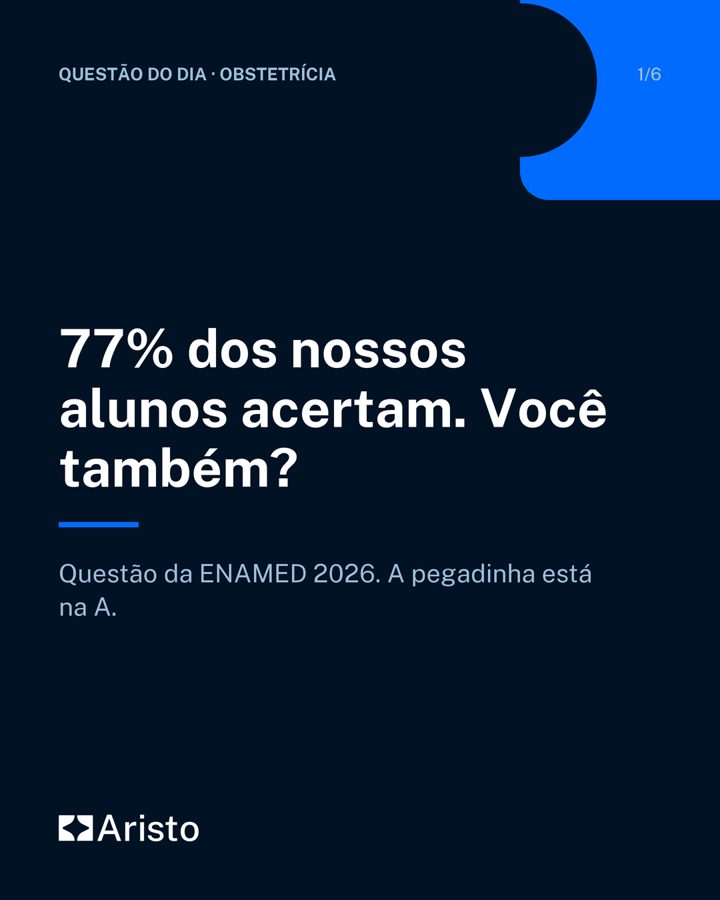 QUESTÃO DO DIA · OBSTETRÍCIA
1/6
77% dos nossos
alunos acertam. Você
também?
Questão da ENAMED 2026. A pegadinha está
na A.
Aristo